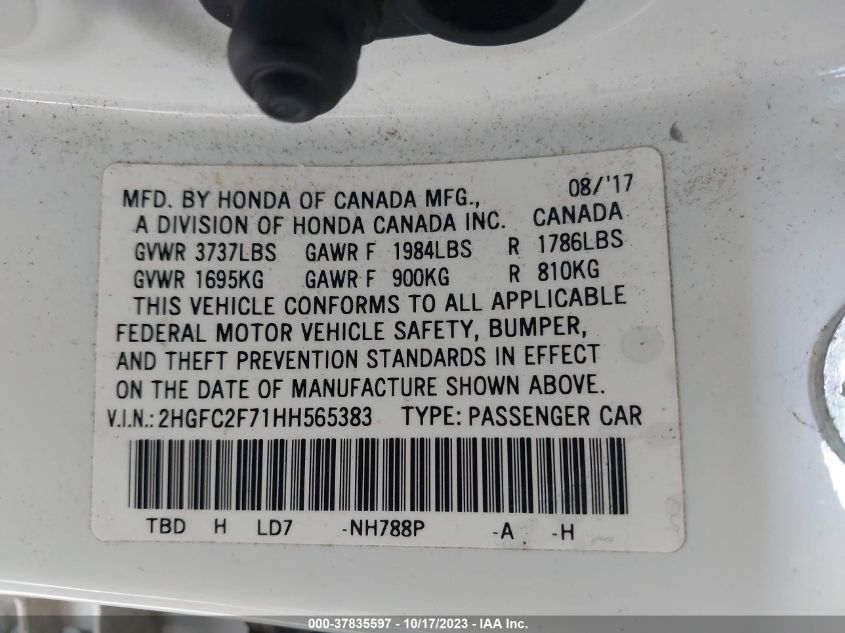 MFD. BY HONDA OF CANADA MFG., 08/'17
A DIVISION OF HONDA CANADA INC. CANADA
GVWR 3737LBS GAWR F 1984LBS R 1786LBS
GVWR 1695KG GAWR F 900KG R 810KG
THIS VEHICLE CONFORMS TO ALL APPLICABLE
FEDERAL MOTOR VEHICLE SAFETY, BUMPER,
AND THEFT PREVENTION STANDARDS IN EFFECT
ON THE DATE OF MANUFACTURE SHOWN ABOVE.
V.I.N.: 2HGFC2F71HH565383 TYPE: PASSENGER CAR
TBD H LD7 -NH788P -A -H
000-37835597 - 10/17/2023 - IAA Inc.